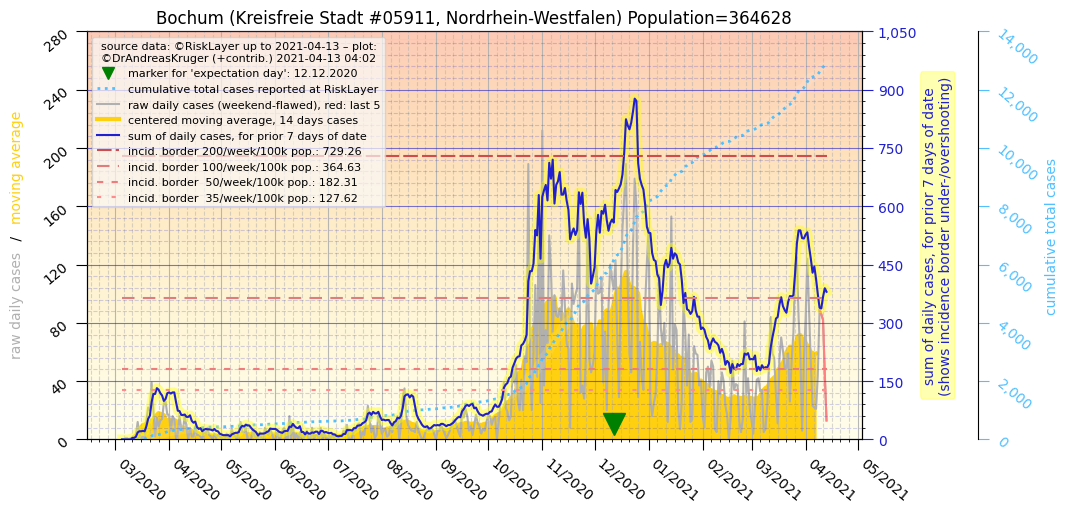 Bochum (Kreisfreie Stadt #05911, Nordrhein-Westfalen) Population=364628
source data: ©RiskLayer up to 2021-04-13 – plot:
©DrAndreasKruger (+contrib.) 2021-04-13 04:02
marker for 'expectation day': 12.12.2020
cumulative total cases reported at RiskLayer
raw daily cases (weekend-flawed), red: last 5
centered moving average, 14 days cases
sum of daily cases, for prior 7 days of date
incid. border 200/week/100k pop.: 729.26
incid. border 100/week/100k pop.: 364.63
incid. border  50/week/100k pop.: 182.31
incid. border  35/week/100k pop.: 127.62
raw daily cases  /  moving average
280
240
200
160
120
80
40
0
1,050
900
750
600
450
300
150
0
sum of daily cases, for prior 7 days of date
(shows incidence border under-/overshooting)
14,000
12,000
10,000
8,000
6,000
4,000
2,000
0
cumulative total cases
03/2020
04/2020
05/2020
06/2020
07/2020
08/2020
09/2020
10/2020
11/2020
12/2020
01/2021
02/2021
03/2021
04/2021
05/2021